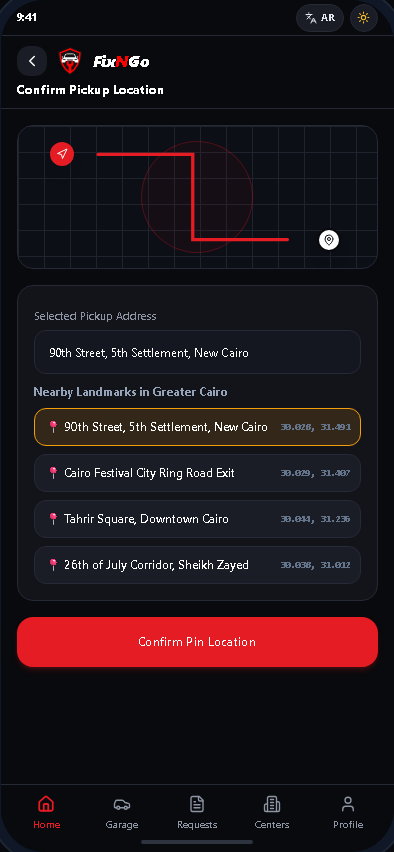 9:41
AR
FixNGo
Confirm Pickup Location
Selected Pickup Address
90th Street, 5th Settlement, New Cairo
Nearby Landmarks in Greater Cairo
90th Street, 5th Settlement, New Cairo 30.028, 31.491
Cairo Festival City Ring Road Exit 30.029, 31.407
Tahrir Square, Downtown Cairo 30.044, 31.236
26th of July Corridor, Sheikh Zayed 30.038, 31.012
Confirm Pin Location
Home Garage Requests Centers Profile